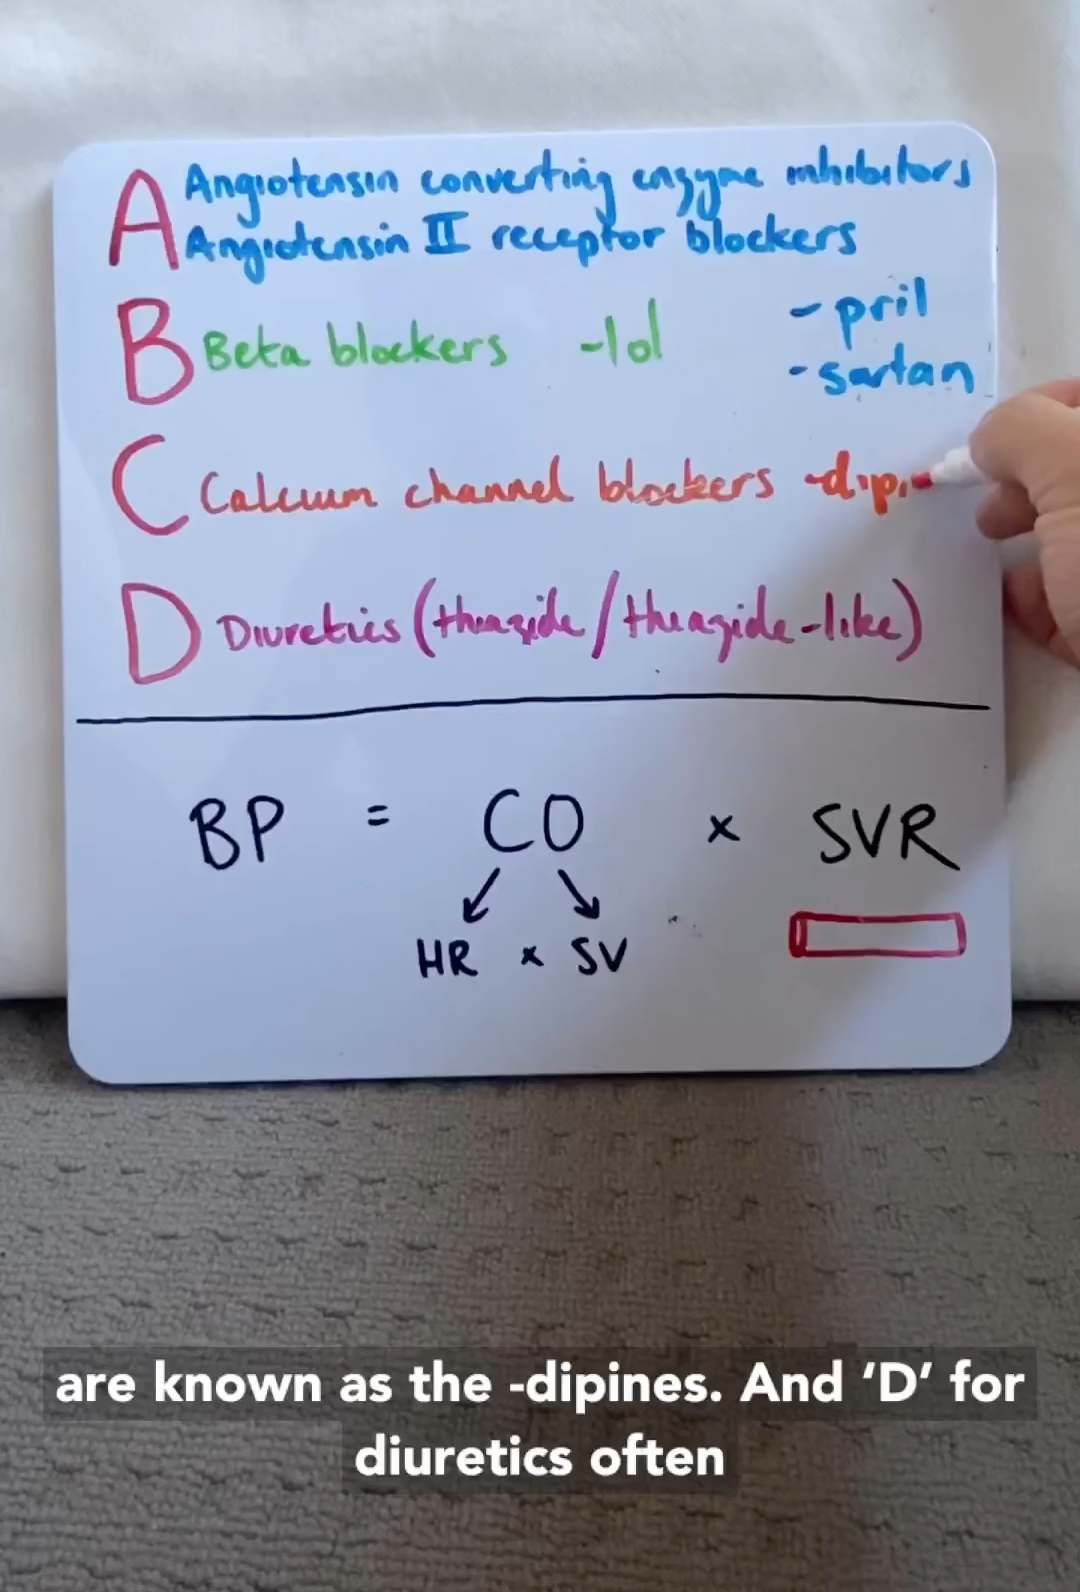 A Angiotensin converting enzyme inhibitors
Angiotensin II receptor blockers
B Beta blockers -lol
-pril
-sartan
C Calcium channel blockers -dipi
D Diuretics (thiazide/thiazide-like)
BP = CO x SVR
HR x SV
are known as the -dipines. And ‘D’ for
diuretics often